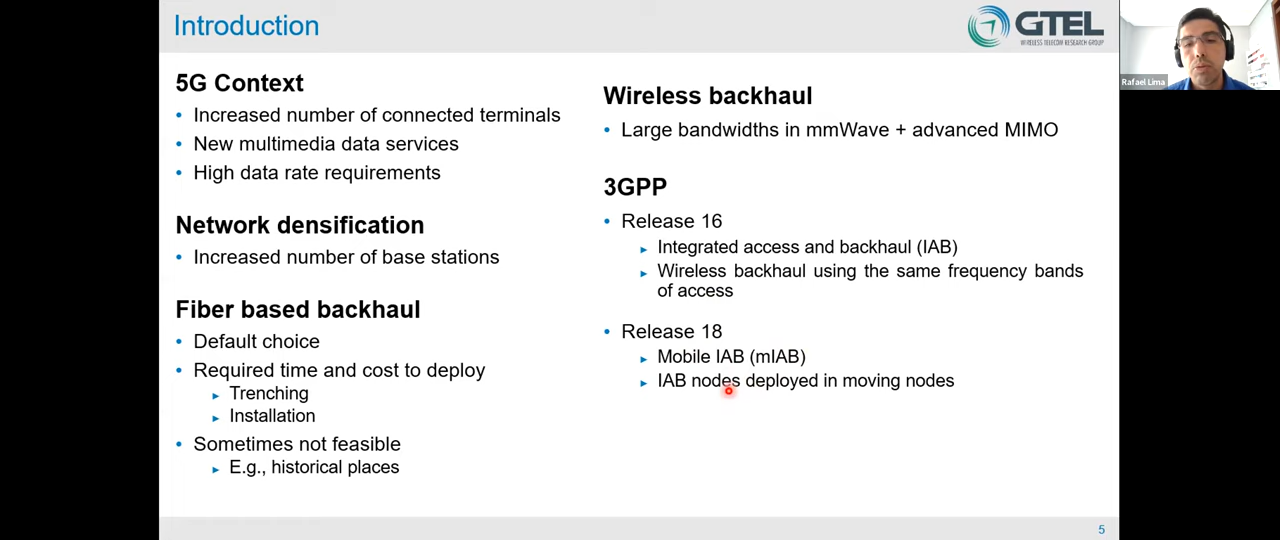 Introduction
GTEL
WIRELESS TELECOM RESEARCH GROUP
Rafael Lima
5G Context
• Increased number of connected terminals
• New multimedia data services
• High data rate requirements
Network densification
• Increased number of base stations
Fiber based backhaul
• Default choice
• Required time and cost to deploy
► Trenching
► Installation
• Sometimes not feasible
► E.g., historical places
Wireless backhaul
• Large bandwidths in mmWave + advanced MIMO
3GPP
• Release 16
► Integrated access and backhaul (IAB)
► Wireless backhaul using the same frequency bands
of access
• Release 18
► Mobile IAB (mIAB)
► IAB nodes deployed in moving nodes
5